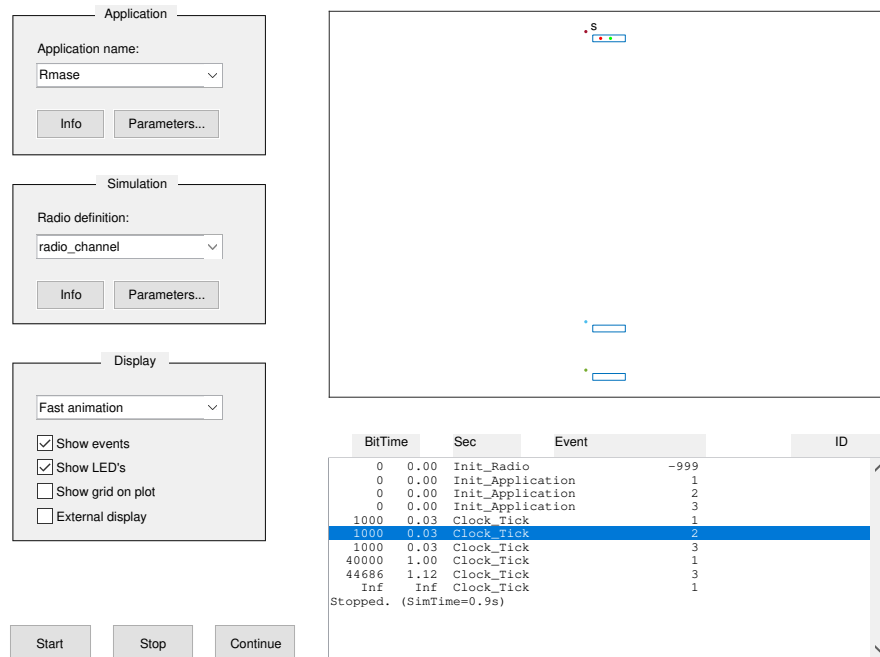 Application
Application name:
Rmase
Info
Parameters...
Simulation
Radio definition:
radio_channel
Info
Parameters...
Display
Fast animation
Show events
Show LED's
Show grid on plot
External display
Start
Stop
Continue
s
BitTime Sec Event ID
0 0.00 Init_Radio -999
0 0.00 Init_Application 1
0 0.00 Init_Application 2
0 0.00 Init_Application 3
1000 0.03 Clock_Tick 1
1000 0.03 Clock_Tick 2
1000 0.03 Clock_Tick 3
40000 1.00 Clock_Tick 1
44686 1.12 Clock_Tick 3
Inf Inf Clock_Tick 1
Stopped. (SimTime=0.9s)